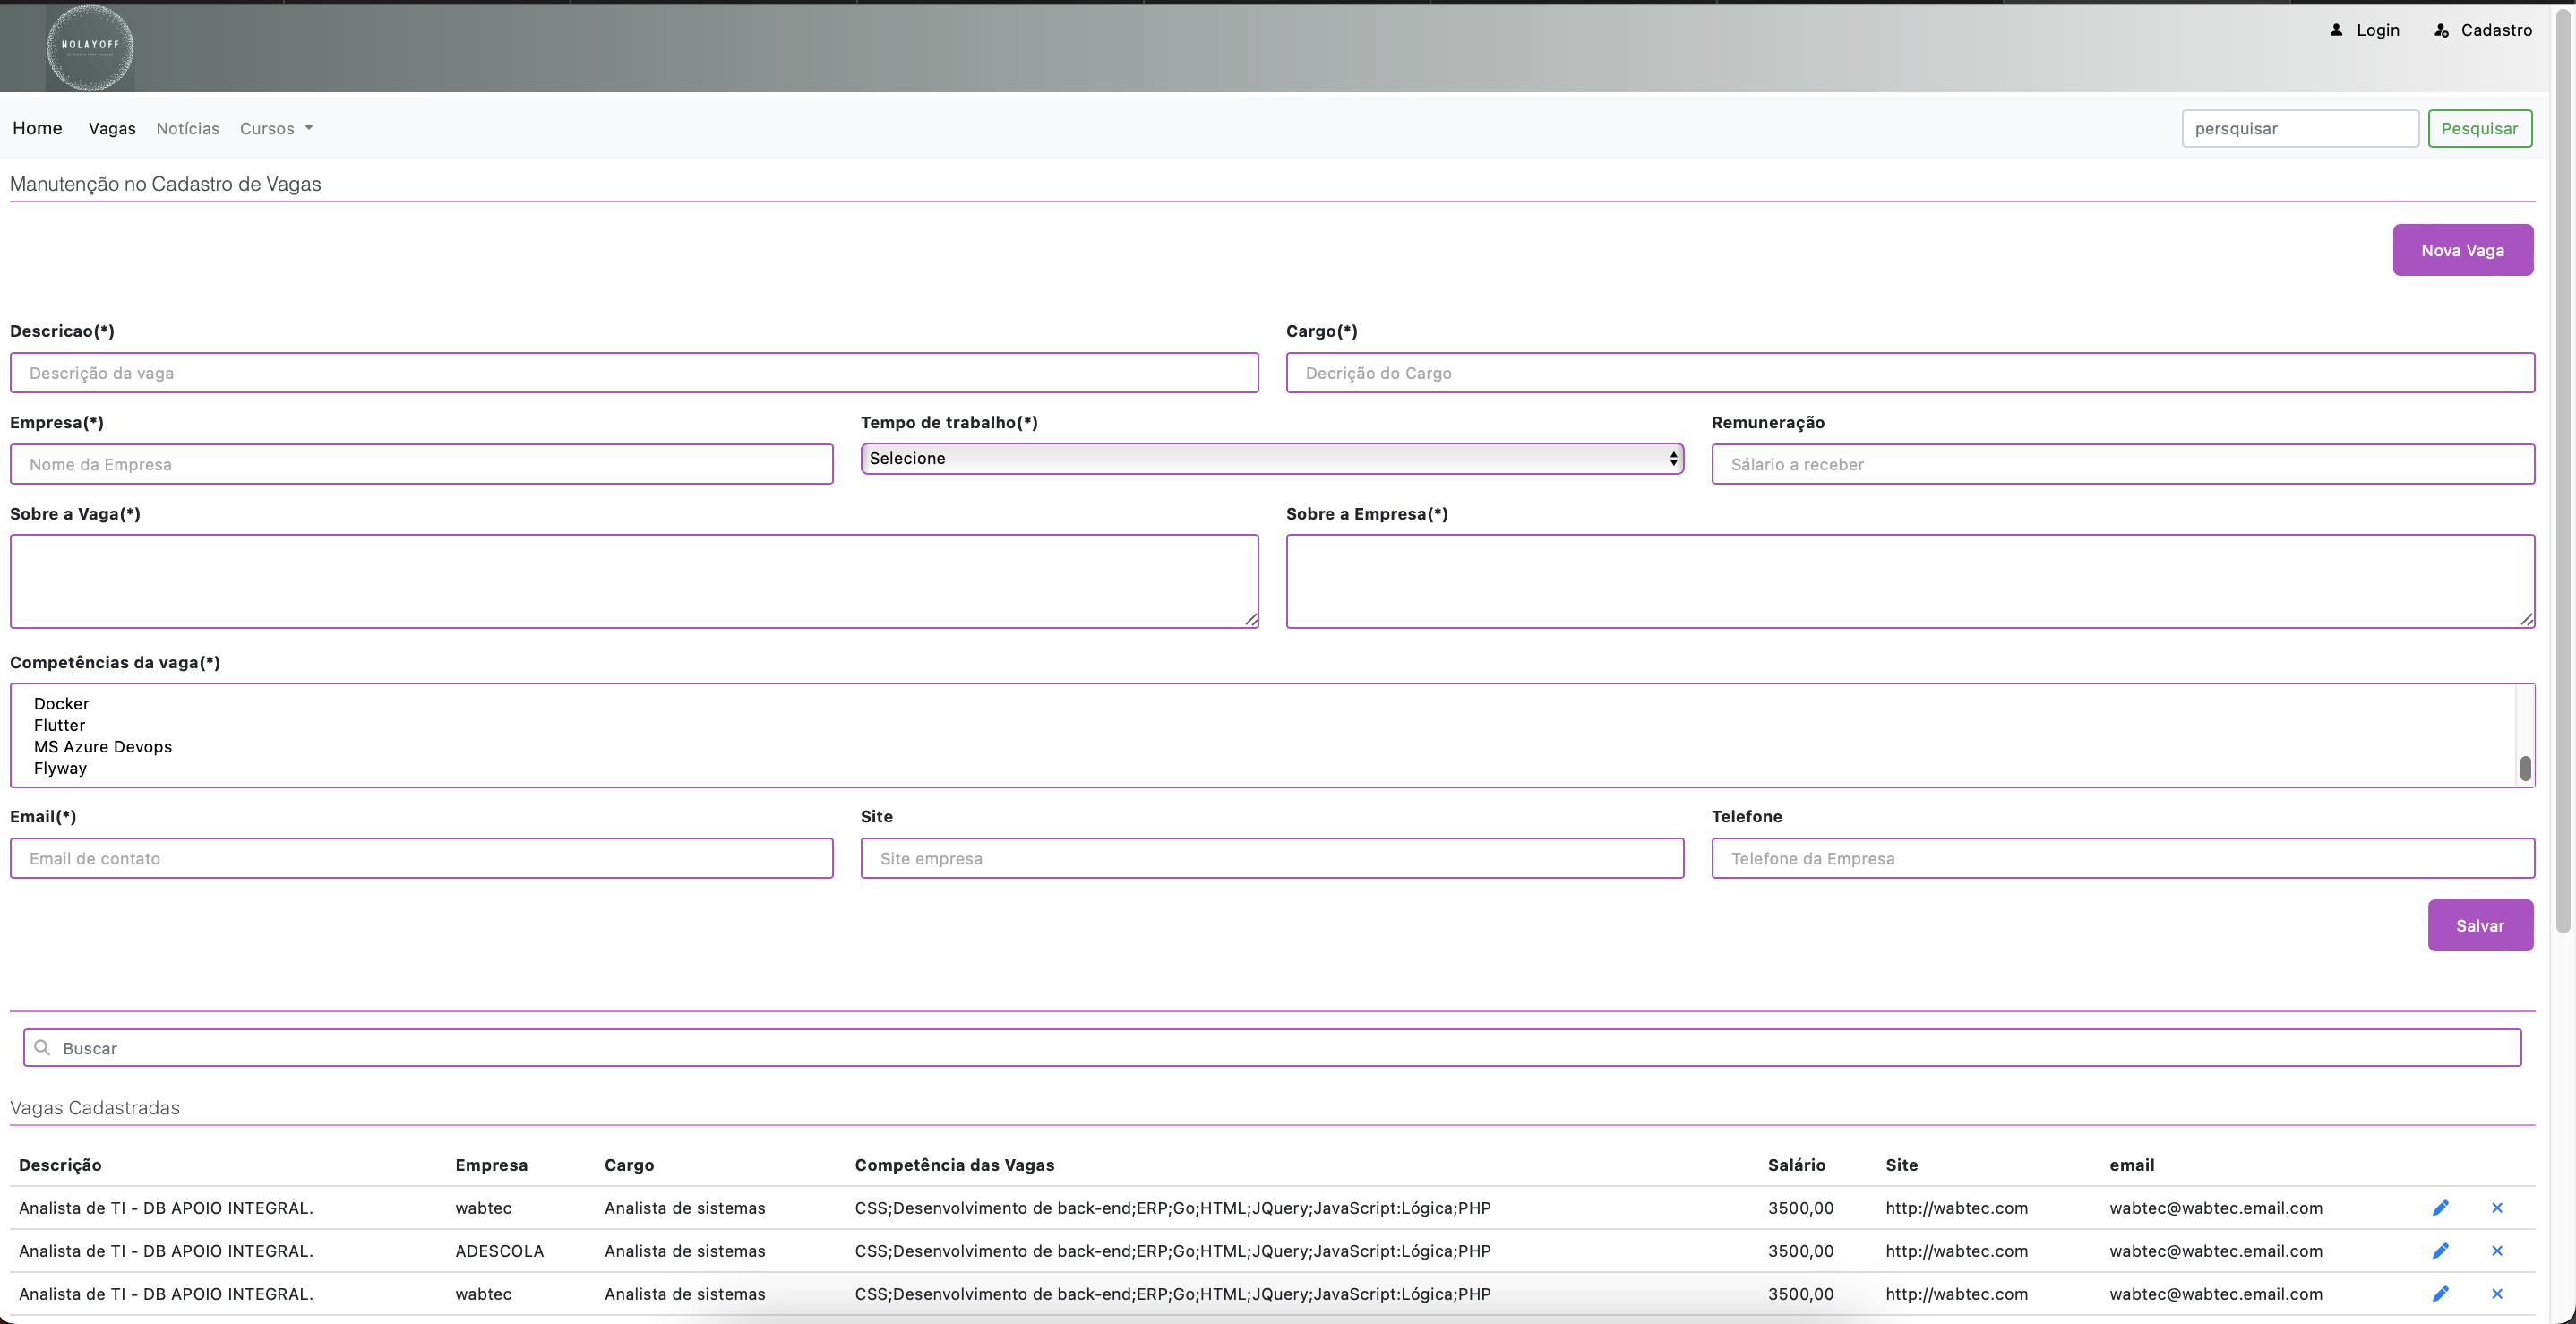 NOLAYOFF
Login Cadastro
Home Vagas Notícias Cursos persquisar Pesquisar
Manutenção no Cadastro de Vagas
Nova Vaga
Descricao(*) Cargo(*)
Descrição da vaga Decrição do Cargo
Empresa(*) Tempo de trabalho(*) Remuneração
Nome da Empresa Selecione Sálario a receber
Sobre a Vaga(*) Sobre a Empresa(*)
Competências da vaga(*)
Docker
Flutter
MS Azure Devops
Flyway
Email(*) Site Telefone
Email de contato Site empresa Telefone da Empresa
Salvar
Buscar
Vagas Cadastradas
Descrição Empresa Cargo Competência das Vagas Salário Site email
Analista de TI - DB APOIO INTEGRAL. wabtec Analista de sistemas CSS;Desenvolvimento de back-end;ERP;Go;HTML;JQuery;JavaScript:Lógica;PHP 3500,00 http://wabtec.com wabtec@wabtec.email.com
Analista de TI - DB APOIO INTEGRAL. ADESCOLA Analista de sistemas CSS;Desenvolvimento de back-end;ERP;Go;HTML;JQuery;JavaScript:Lógica;PHP 3500,00 http://wabtec.com wabtec@wabtec.email.com
Analista de TI - DB APOIO INTEGRAL. wabtec Analista de sistemas CSS;Desenvolvimento de back-end;ERP;Go;HTML;JQuery;JavaScript:Lógica;PHP 3500,00 http://wabtec.com wabtec@wabtec.email.com